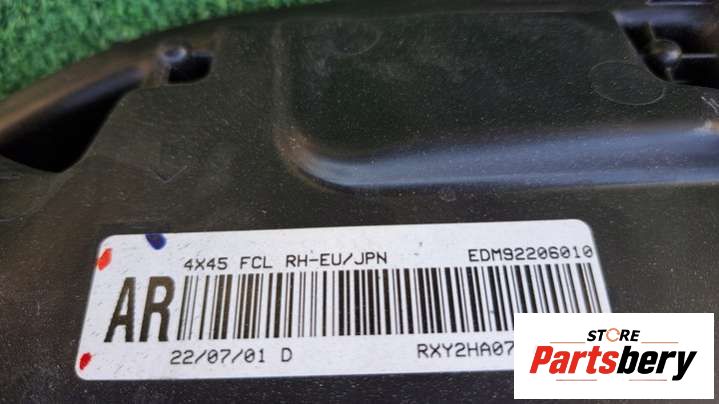 4X45 FCL RH-EU/JPN EDM92206010
AR
22/07/01 D RXY2HA07
STORE
Partsbery